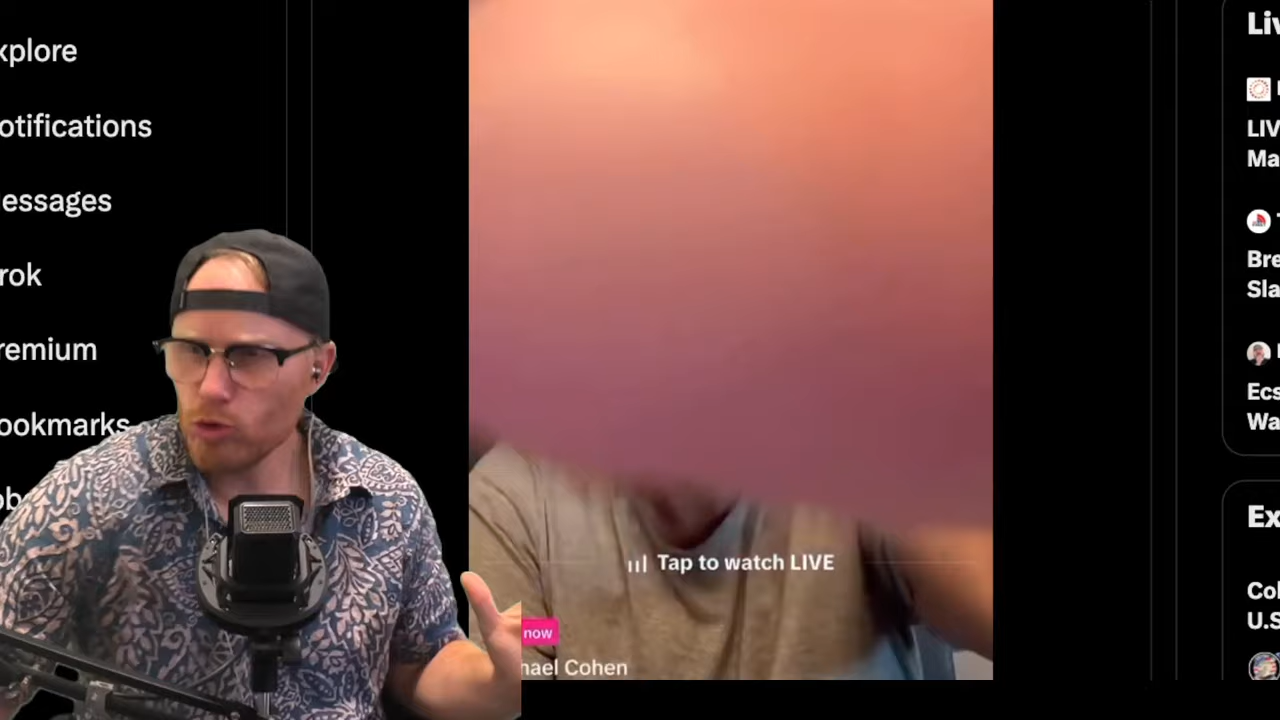 xplore
otifications
essages
rok
remium
ookmarks
ob
Tap to watch LIVE
now
hael Cohen
Liv
LIV
Ma
Bre
Sla
Ecs
Wa
Ex
Col
U.S